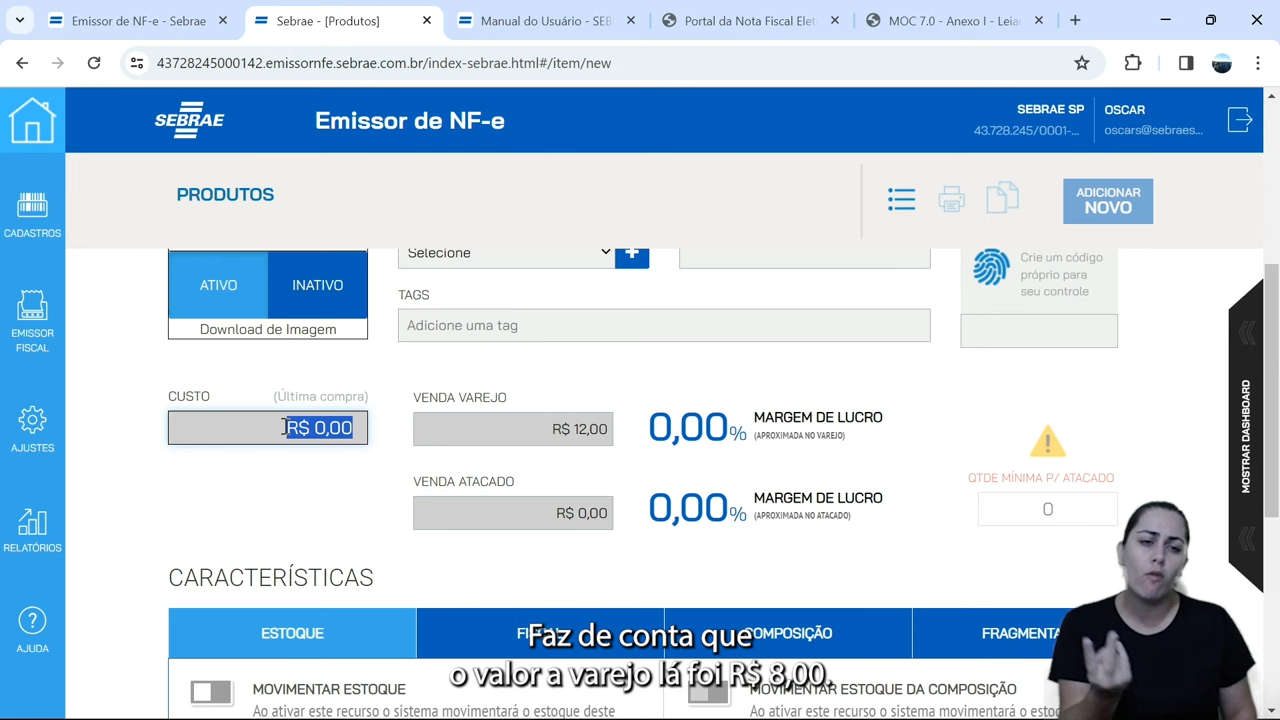 Emissor de NF-e - Sebrae
Sebrae - [Produtos]
Manual do Usuário - SEB
Portal da Nota Fiscal Ele
MOC 7.0 - Anexo I - Leia
43728245000142.emissornfe.sebrae.com.br/index-sebrae.html#/item/new
SEBRAE
Emissor de NF-e
SEBRAE SP
43.728.245/0001-...
OSCAR
oscars@sebraes...
CADASTROS
EMISSOR
FISCAL
AJUSTES
RELATÓRIOS
AJUDA
PRODUTOS
ADICIONAR
NOVO
Selecione
ATIVO
INATIVO
Download de Imagem
TAGS
Adicione uma tag
Crie um código
próprio para
seu controle
CUSTO
(Última compra)
R$ 0,00
VENDA VAREJO
R$ 12,00
0,00%
MARGEM DE LUCRO
(APROXIMADA NO VAREJO)
VENDA ATACADO
R$ 0,00
0,00%
MARGEM DE LUCRO
(APROXIMADA NO ATACADO)
QTDE MÍNIMA P/ ATACADO
0
MOSTRAR DASHBOARD
CARACTERÍSTICAS
ESTOQUE
COMPOSIÇÃO
Faz de conta que
o valor a varejo lá foi R$ 8,00.
MOVIMENTAR ESTOQUE
Ao ativar este recurso o sistema movimentará o estoque deste
MOVIMENTAR ESTOQUE DA COMPOSIÇÃO
Ao ativar este recurso o sistema movimentará o estoque